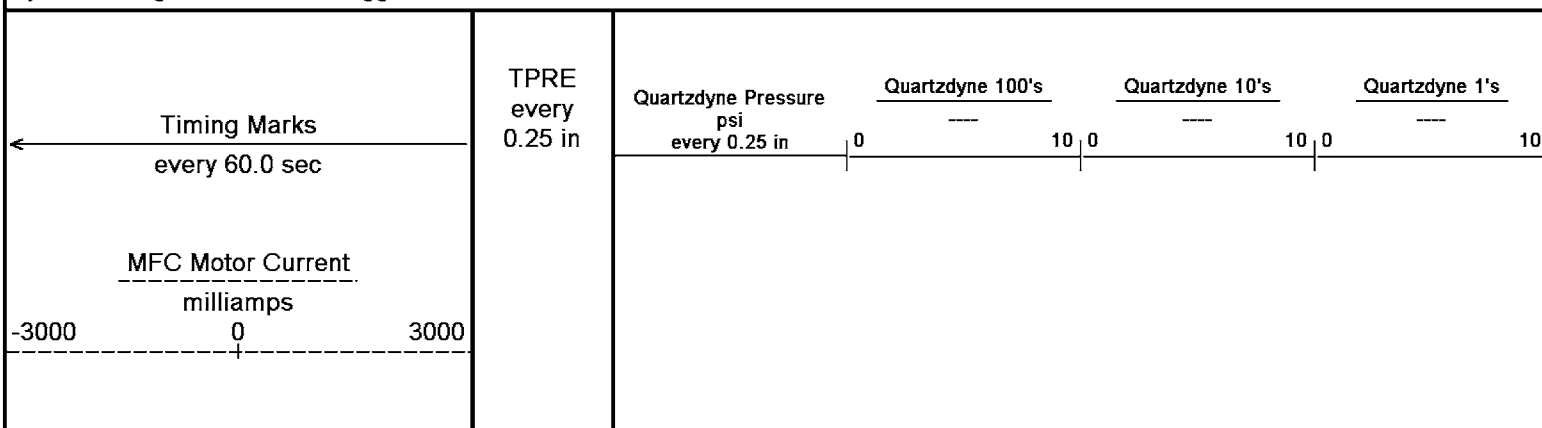 Timing Marks
every 60.0 sec
MFC Motor Current
milliamps
-3000 0 3000
TPRE
every
0.25 in
Quartzdyne Pressure
psi
every 0.25 in
Quartzdyne 100's
----
0 10
Quartzdyne 10's
----
0 10
Quartzdyne 1's
----
0 10